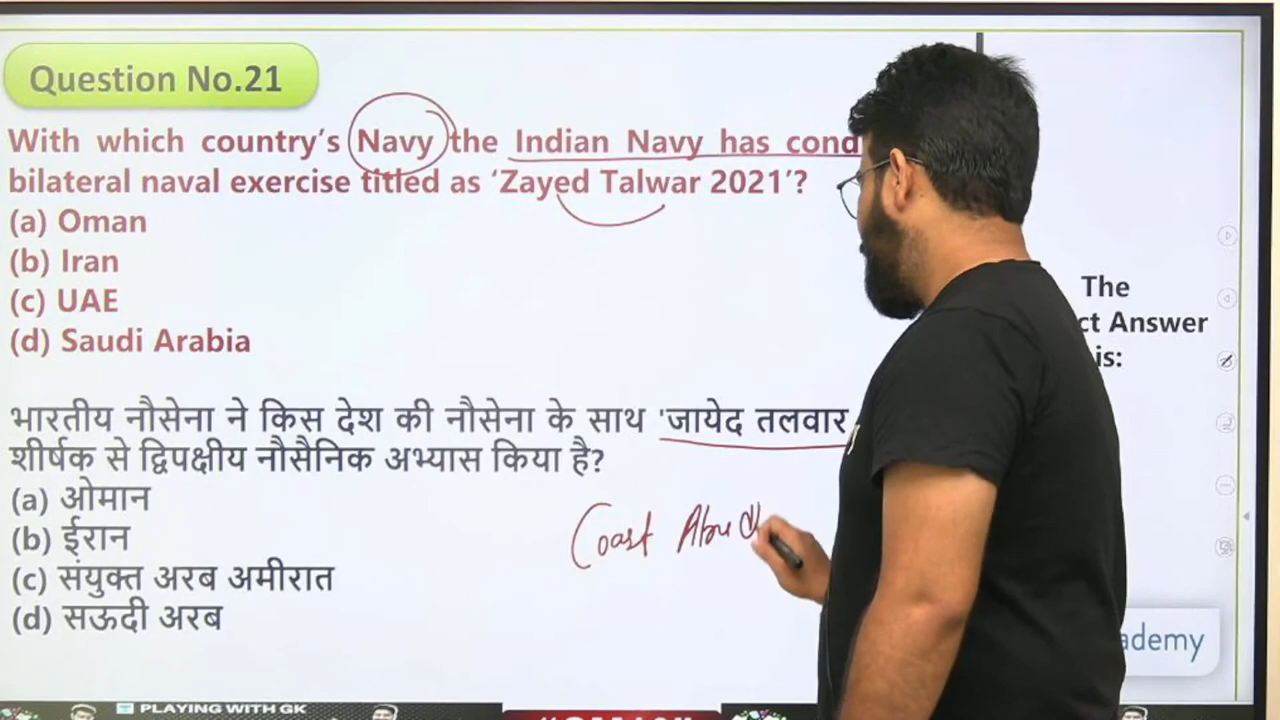 Question No.21
With which country's Navy the Indian Navy has cond
bilateral naval exercise titled as 'Zayed Talwar 2021'?
(a) Oman
(b) Iran
(c) UAE
(d) Saudi Arabia
The
ct Answer
is:
भारतीय नौसेना ने किस देश की नौसेना के साथ 'जायेद तलवार
शीर्षक से द्विपक्षीय नौसैनिक अभ्यास किया है?
(a) ओमान
(b) ईरान
(c) संयुक्त अरब अमीरात
(d) सऊदी अरब
Coast Abu d
ademy
PLAYING WITH GK